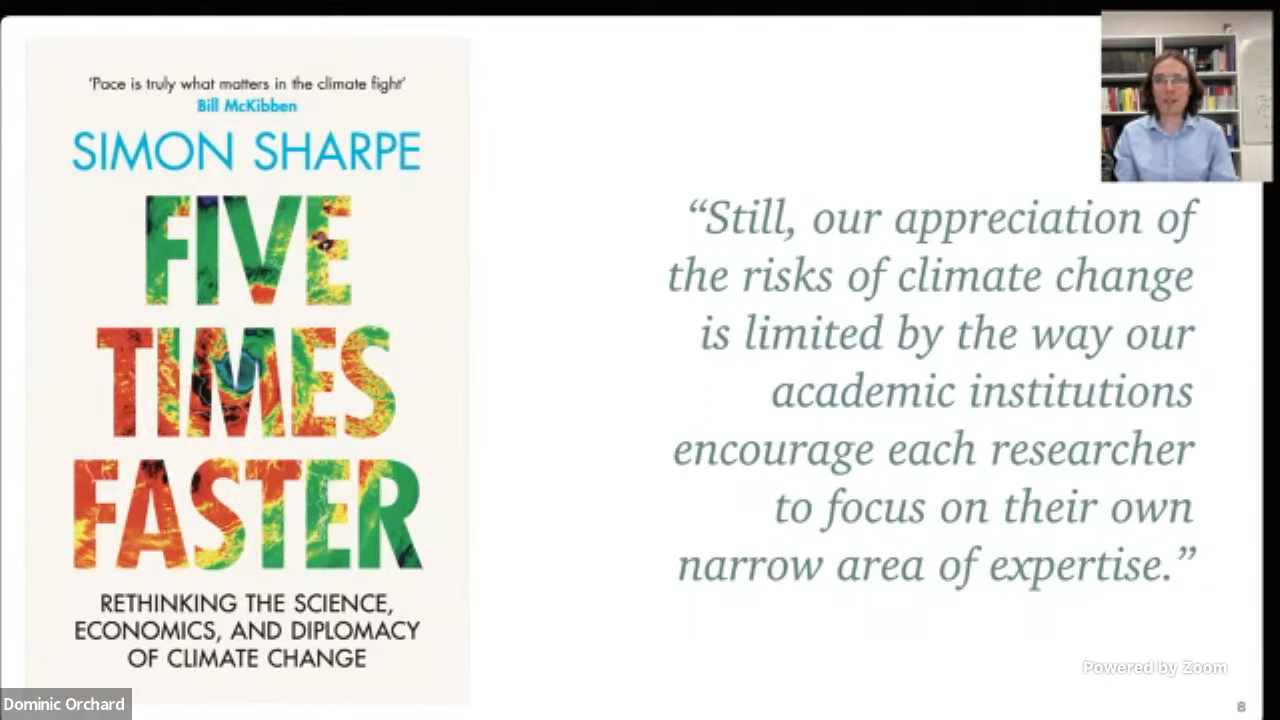 ‘Pace is truly what matters in the climate fight’
Bill McKibben
SIMON SHARPE
FIVE
TIMES
FASTER
RETHINKING THE SCIENCE,
ECONOMICS, AND DIPLOMACY
OF CLIMATE CHANGE
“Still, our appreciation of
the risks of climate change
is limited by the way our
academic institutions
encourage each researcher
to focus on their own
narrow area of expertise.”
Powered by Zoom
Dominic Orchard
8